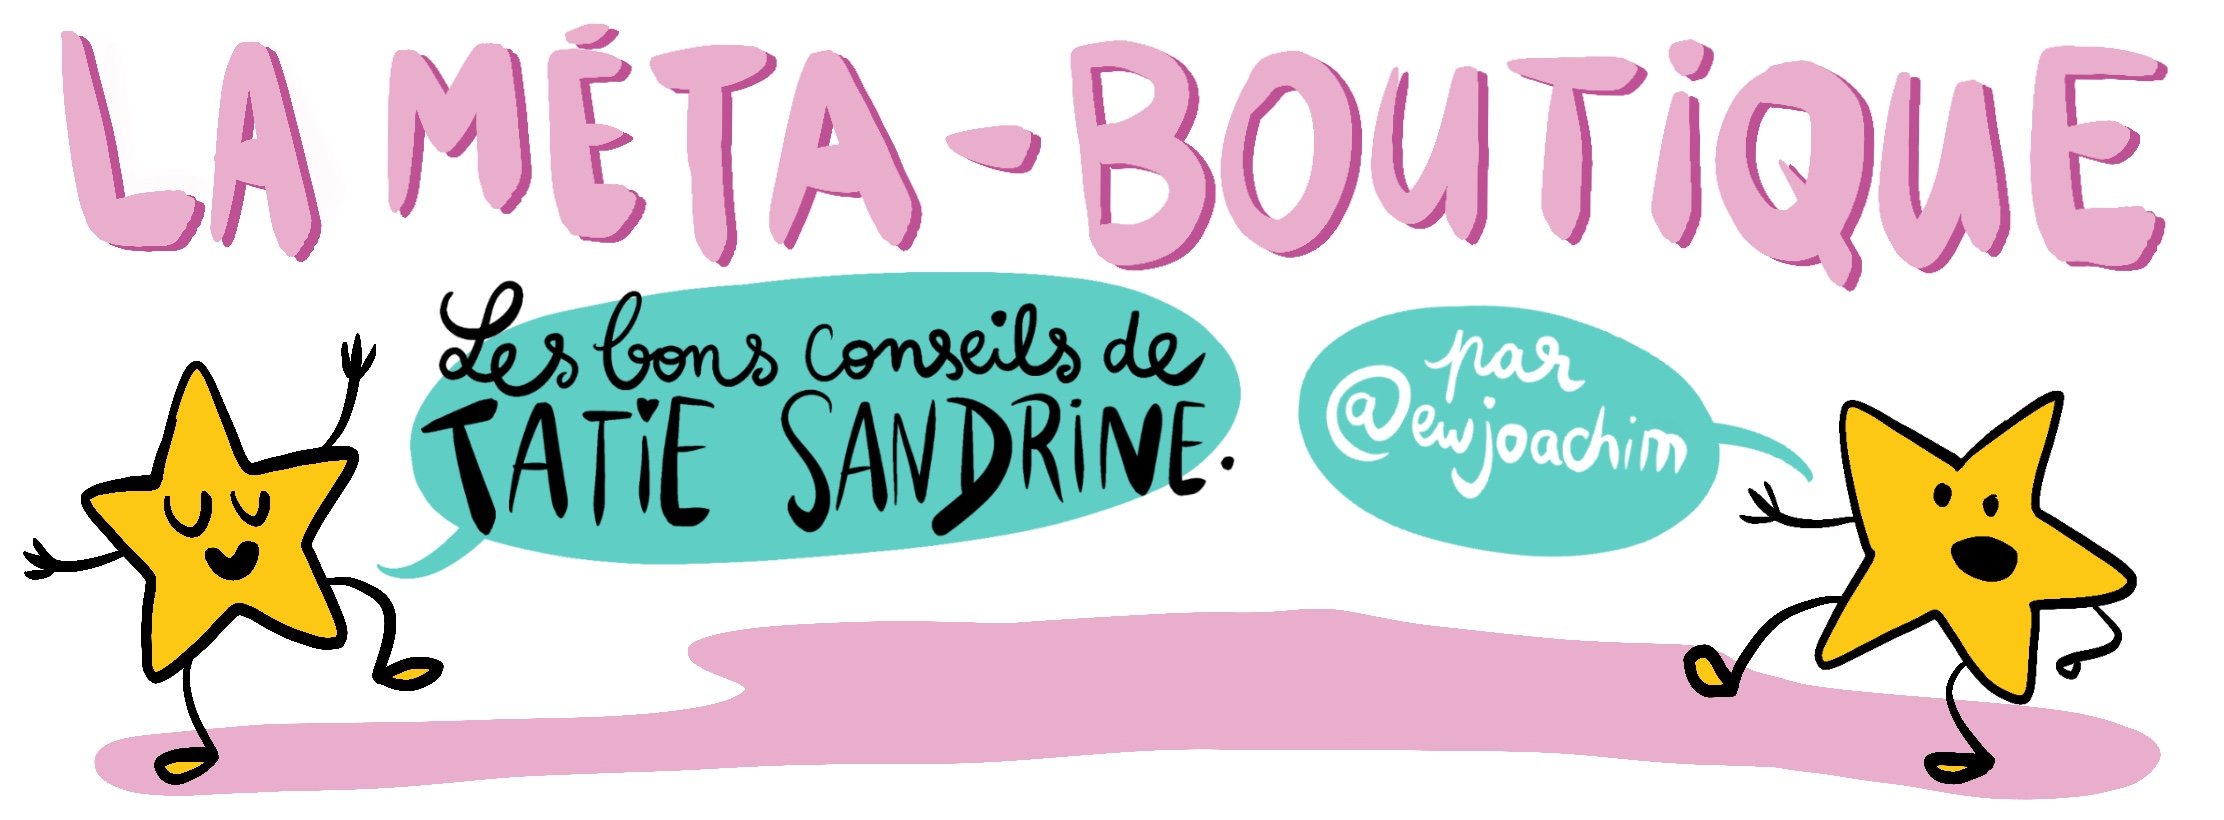 LA MÉTA-BOUTiQUE
Les bons conseils de
TATiE SANDRiNE.
par
@ewjoachim